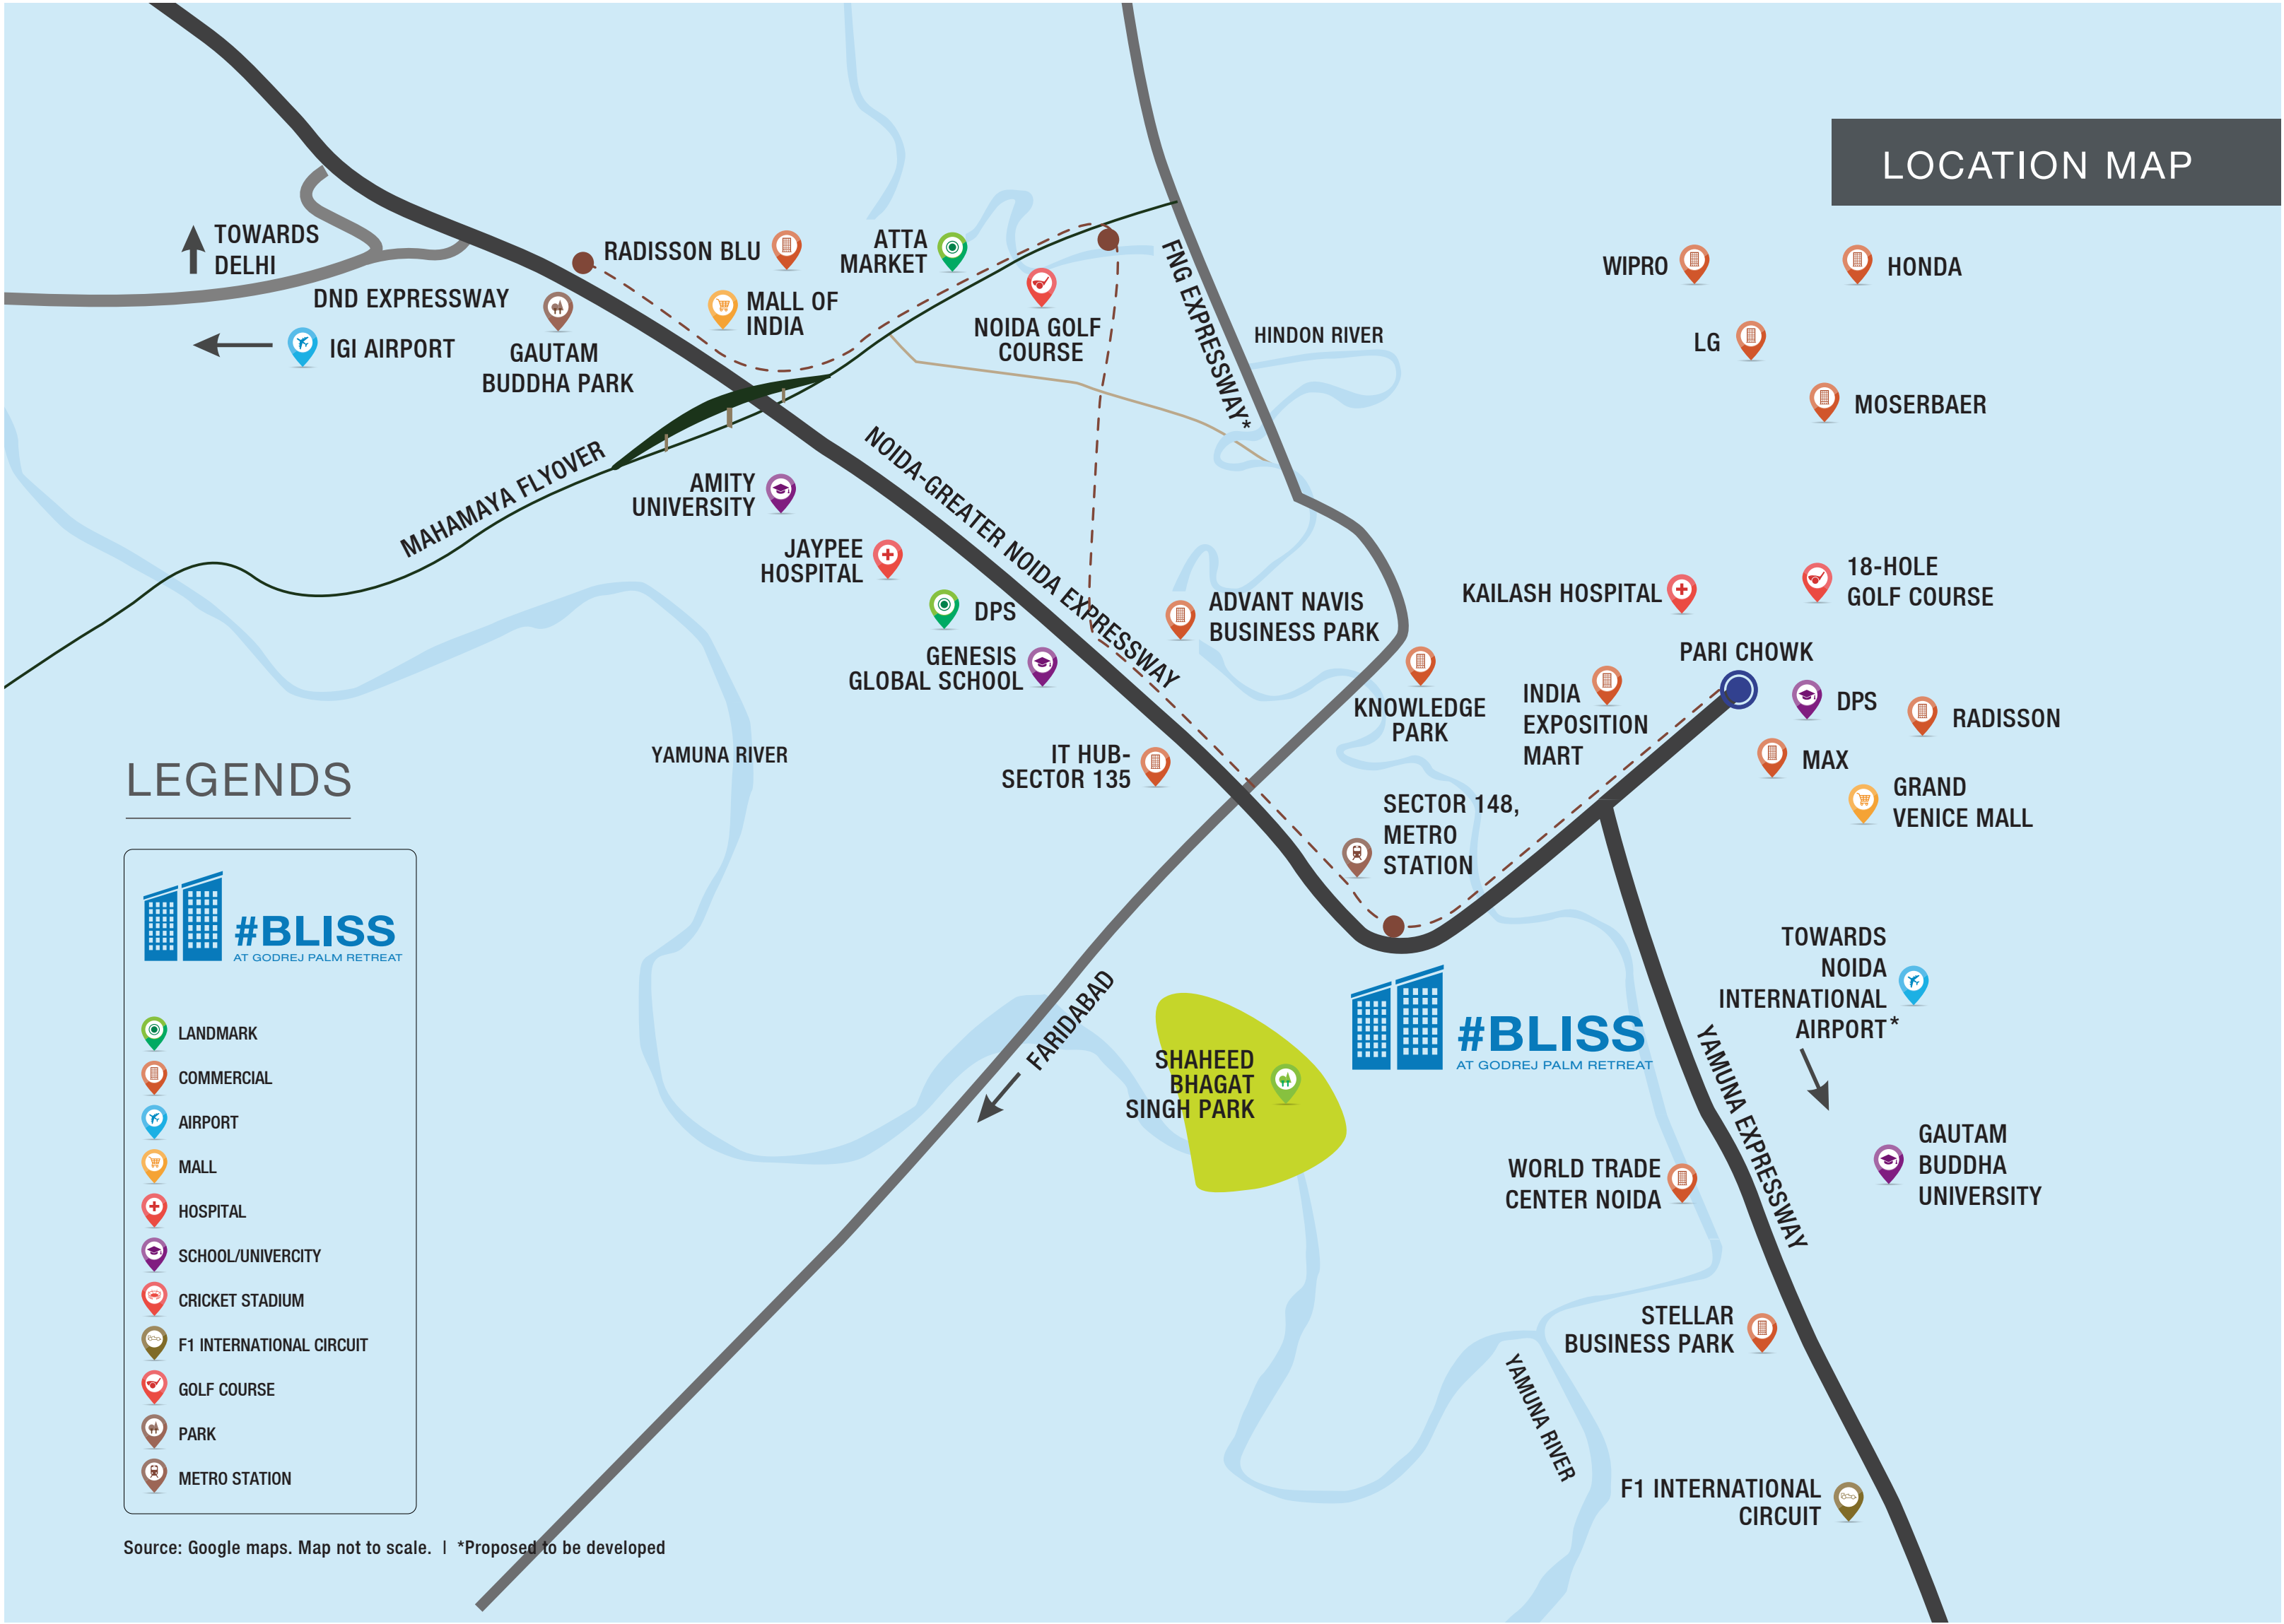 LOCATION MAP
TOWARDS
DELHI
DND EXPRESSWAY
IGI AIRPORT
GAUTAM
BUDDHA PARK
RADISSON BLU
MALL OF
INDIA
ATTA
MARKET
NOIDA GOLF
COURSE
FNG EXPRESSWAY*
HINDON RIVER
WIPRO
HONDA
LG
MOSERBAER
MAHAMAYA FLYOVER
AMITY
UNIVERSITY
JAYPEE
HOSPITAL
DPS
GENESIS
GLOBAL SCHOOL
NOIDA-GREATER NOIDA EXPRESSWAY
ADVANT NAVIS
BUSINESS PARK
KAILASH HOSPITAL
18-HOLE
GOLF COURSE
PARI CHOWK
KNOWLEDGE
PARK
INDIA
EXPOSITION
MART
DPS
RADISSON
MAX
GRAND
VENICE MALL
YAMUNA RIVER
IT HUB-
SECTOR 135
SECTOR 148,
METRO
STATION
FARIDABAD
SHAHEED
BHAGAT
SINGH PARK
#BLISS
AT GODREJ PALM RETREAT
TOWARDS
NOIDA
INTERNATIONAL
AIRPORT*
YAMUNA EXPRESSWAY
GAUTAM
BUDDHA
UNIVERSITY
WORLD TRADE
CENTER NOIDA
STELLAR
BUSINESS PARK
YAMUNA RIVER
F1 INTERNATIONAL
CIRCUIT
LEGENDS
#BLISS
AT GODREJ PALM RETREAT
LANDMARK
COMMERCIAL
AIRPORT
MALL
HOSPITAL
SCHOOL/UNIVERCITY
CRICKET STADIUM
F1 INTERNATIONAL CIRCUIT
GOLF COURSE
PARK
METRO STATION
Source: Google maps. Map not to scale. | *Proposed to be developed